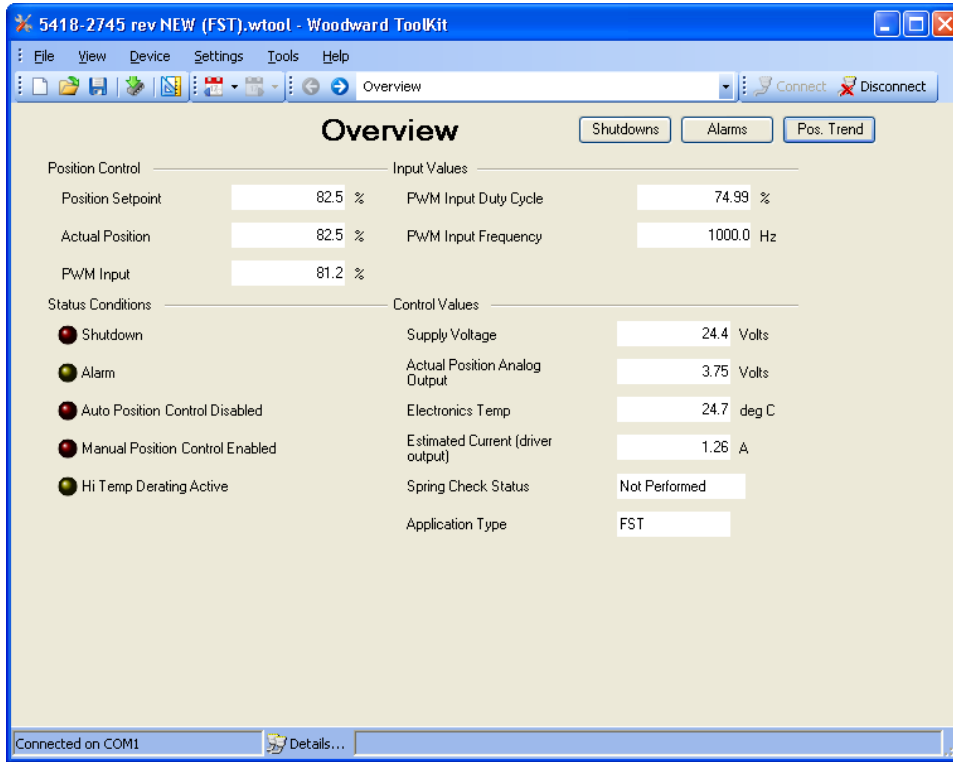 5418-2745 rev NEW (FST).wtool - Woodward ToolKit
File View Device Settings Tools Help
Overview Connect Disconnect
Overview Shutdowns Alarms Pos. Trend
Position Control Input Values
Position Setpoint 82.5 % PWM Input Duty Cycle 74.99 %
Actual Position 82.5 % PWM Input Frequency 1000.0 Hz
PWM Input 81.2 %
Status Conditions Control Values
Shutdown Supply Voltage 24.4 Volts
Alarm Actual Position Analog
Output 3.75 Volts
Auto Position Control Disabled Electronics Temp 24.7 deg C
Manual Position Control Enabled Estimated Current (driver
output) 1.26 A
Hi Temp Derating Active Spring Check Status Not Performed
Application Type FST
Connected on COM1 Details...